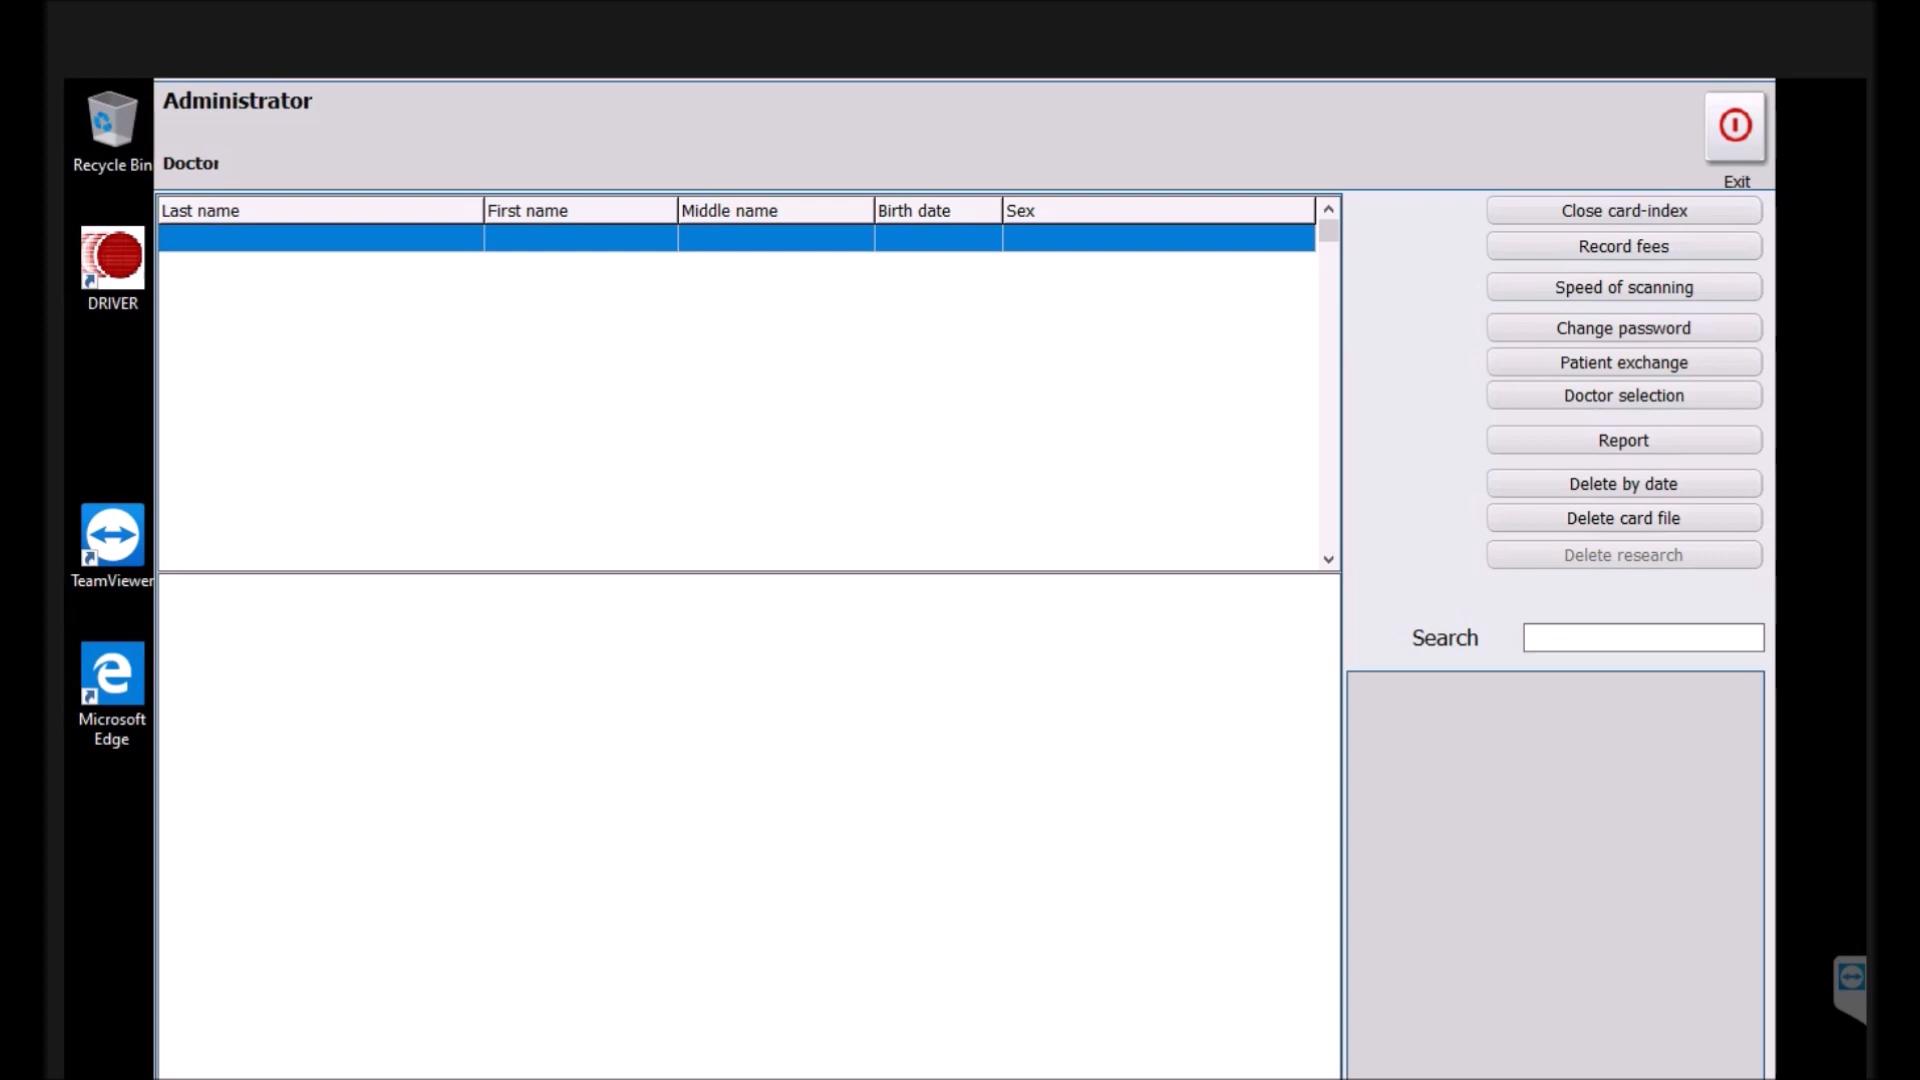 Administrator
Doctor
Exit
Recycle Bin
DRIVER
TeamViewer
Microsoft
Edge
Last name First name Middle name Birth date Sex
Close card-index
Record fees
Speed of scanning
Change password
Patient exchange
Doctor selection
Report
Delete by date
Delete card file
Delete research
Search